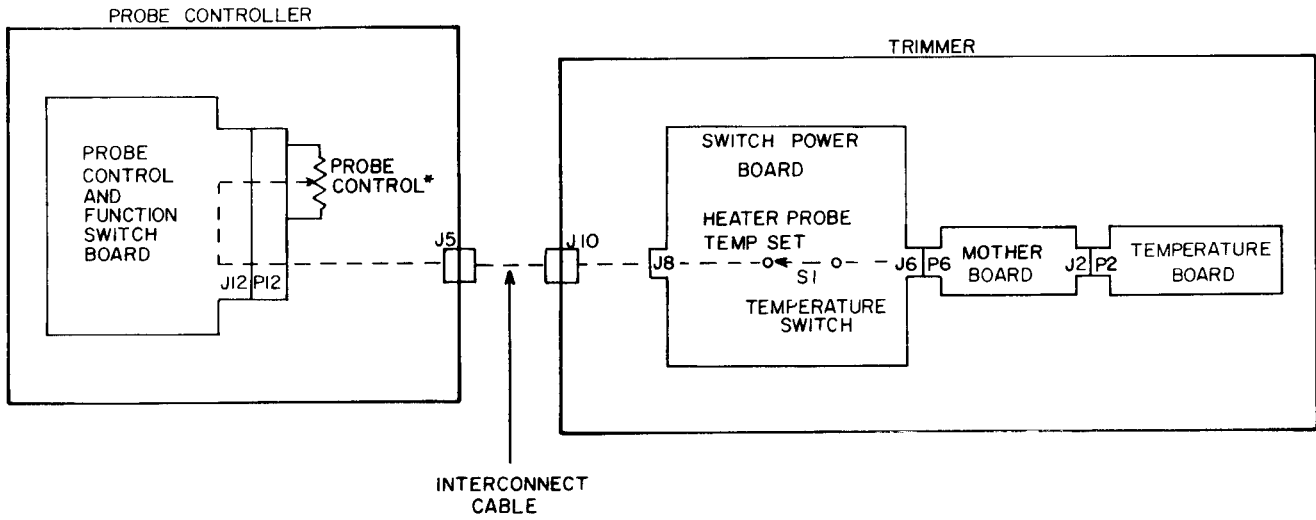 PROBE CONTROLLER
TRIMMER
PROBE
CONTROL
AND
FUNCTION
SWITCH
BOARD
J12
P12
PROBE
CONTROL*
J5
J10
INTERCONNECT
CABLE
SWITCH POWER
BOARD
HEATER PROBE
TEMP SET
J8
S1
TEMPERATURE
SWITCH
J6
P6
MOTHER
BOARD
J2
P2
TEMPERATURE
BOARD